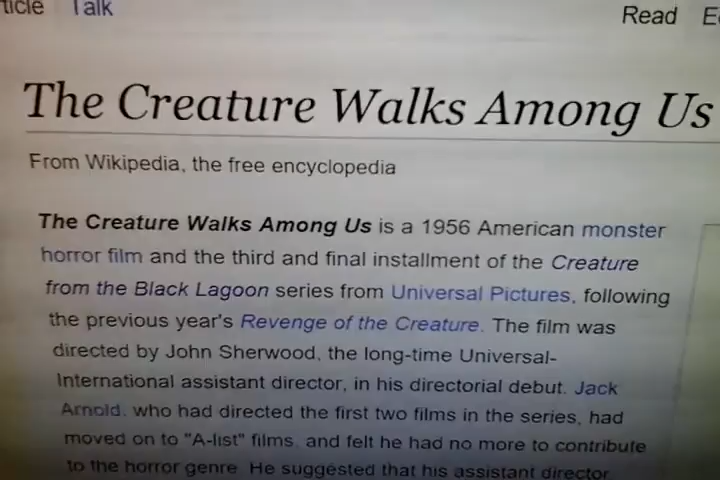 ticle Talk Read
The Creature Walks Among Us
From Wikipedia, the free encyclopedia
The Creature Walks Among Us is a 1956 American monster
horror film and the third and final installment of the Creature
from the Black Lagoon series from Universal Pictures, following
the previous year's Revenge of the Creature. The film was
directed by John Sherwood, the long-time Universal-
International assistant director, in his directorial debut. Jack
Arnold, who had directed the first two films in the series, had
moved on to "A-list" films, and felt he had no more to contribute
to the horror genre. He suggested that his assistant director